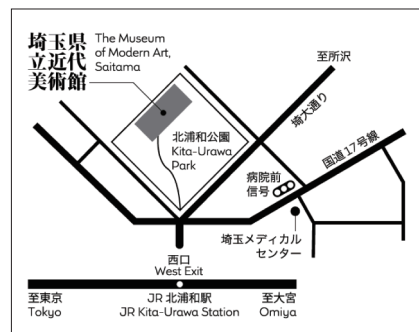 埼玉県
立近代
美術館
The Museum
of Modern Art,
Saitama
至所沢
埼大通り
国道17号線
北浦和公園
Kita-Urawa
Park
病院前
信号
埼玉メディカル
センター
西口
West Exit
至東京
Tokyo
JR 北浦和駅
JR Kita-Urawa Station
至大宮
Omiya